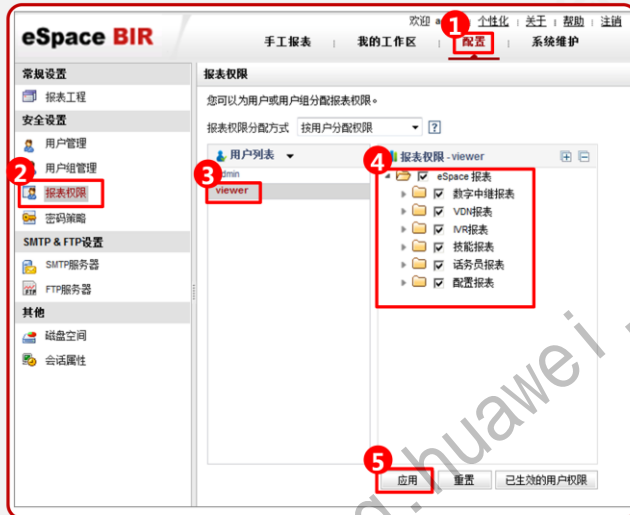 欢迎 a 个性化 | 关于 | 帮助 | 注销
eSpace BIR
手工报表 | 我的工作区 | 配置 | 系统维护
1
常规设置
报表工程
安全设置
用户管理
用户组管理
2
报表权限
密码策略
SMTP & FTP设置
SMTP服务器
FTP服务器
其他
磁盘空间
会话属性
报表权限
您可以为用户或用户组分配报表权限。
报表权限分配方式 按用户分配权限 ?
用户列表
3
dmin
viewer
4
报表权限 - viewer
eSpace 报表
数字中继报表
VDN报表
IVR报表
技能报表
话务员报表
配置报表
5
应用 重置 已生效的用户权限
g.huawei.